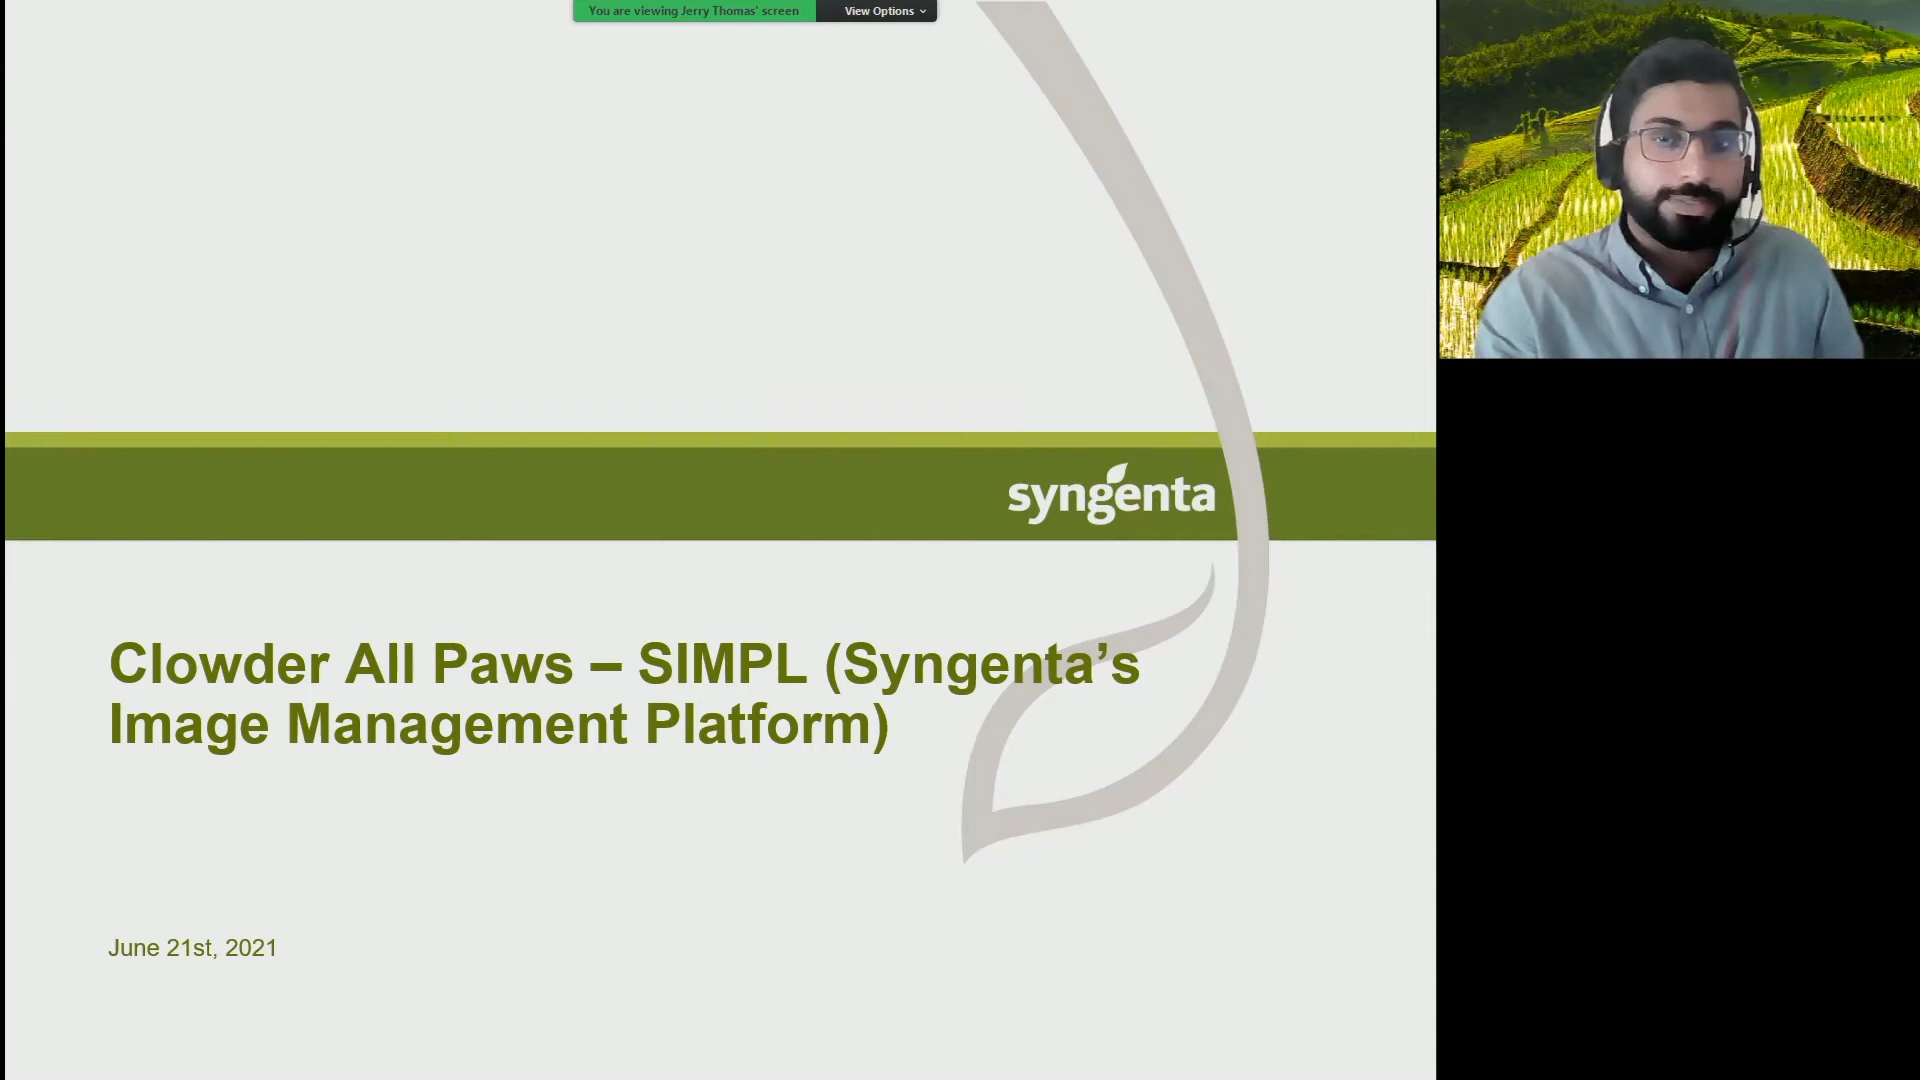 You are viewing Jerry Thomas' screen
View Options
syngenta
Clowder All Paws – SIMPL (Syngenta’s
Image Management Platform)
June 21st, 2021